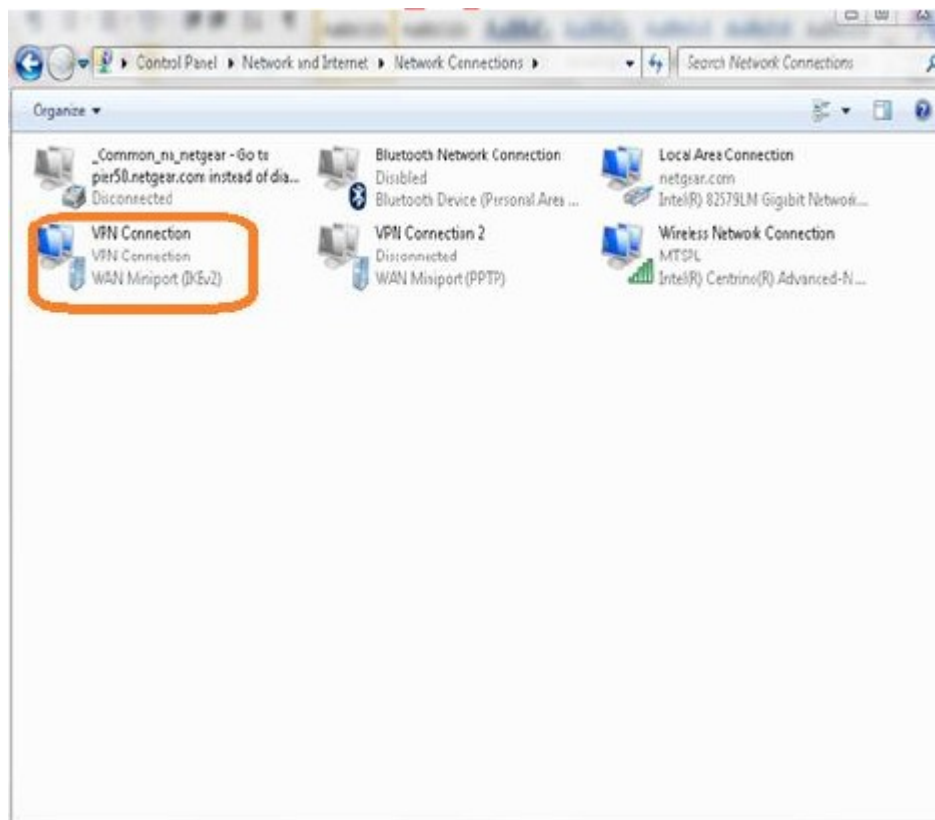 Control Panel ▸ Network and Internet ▸ Network Connections ▸
Search Network Connections
Organize
_Common_ns_netgear - Go to
pier58.netgear.com instead of dia...
Disconnected
Bluetooth Network Connection
Disabled
Bluetooth Device (Personal Area ...
Local Area Connection
netgear.com
Intel(R) 82579LM Gigabit Network...
VPN Connection
VPN Connection
WAN Miniport (IKEv2)
VPN Connection 2
Disconnected
WAN Miniport (PPTP)
Wireless Network Connection
MTSPL
Intel(R) Centrino(R) Advanced-N ...